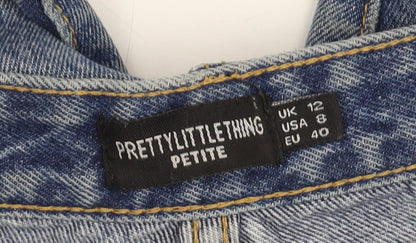 PRETTYLITTLETHING
PETITE
UK 12
USA 8
EU 40